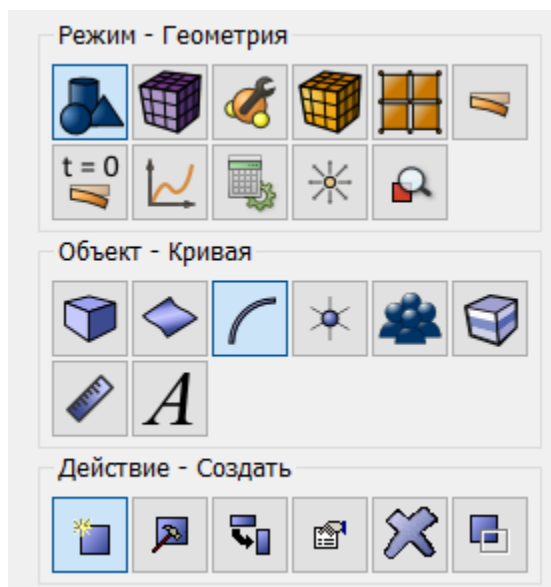 Режим - Геометрия
t = 0
Объект - Кривая
A
Действие - Создать